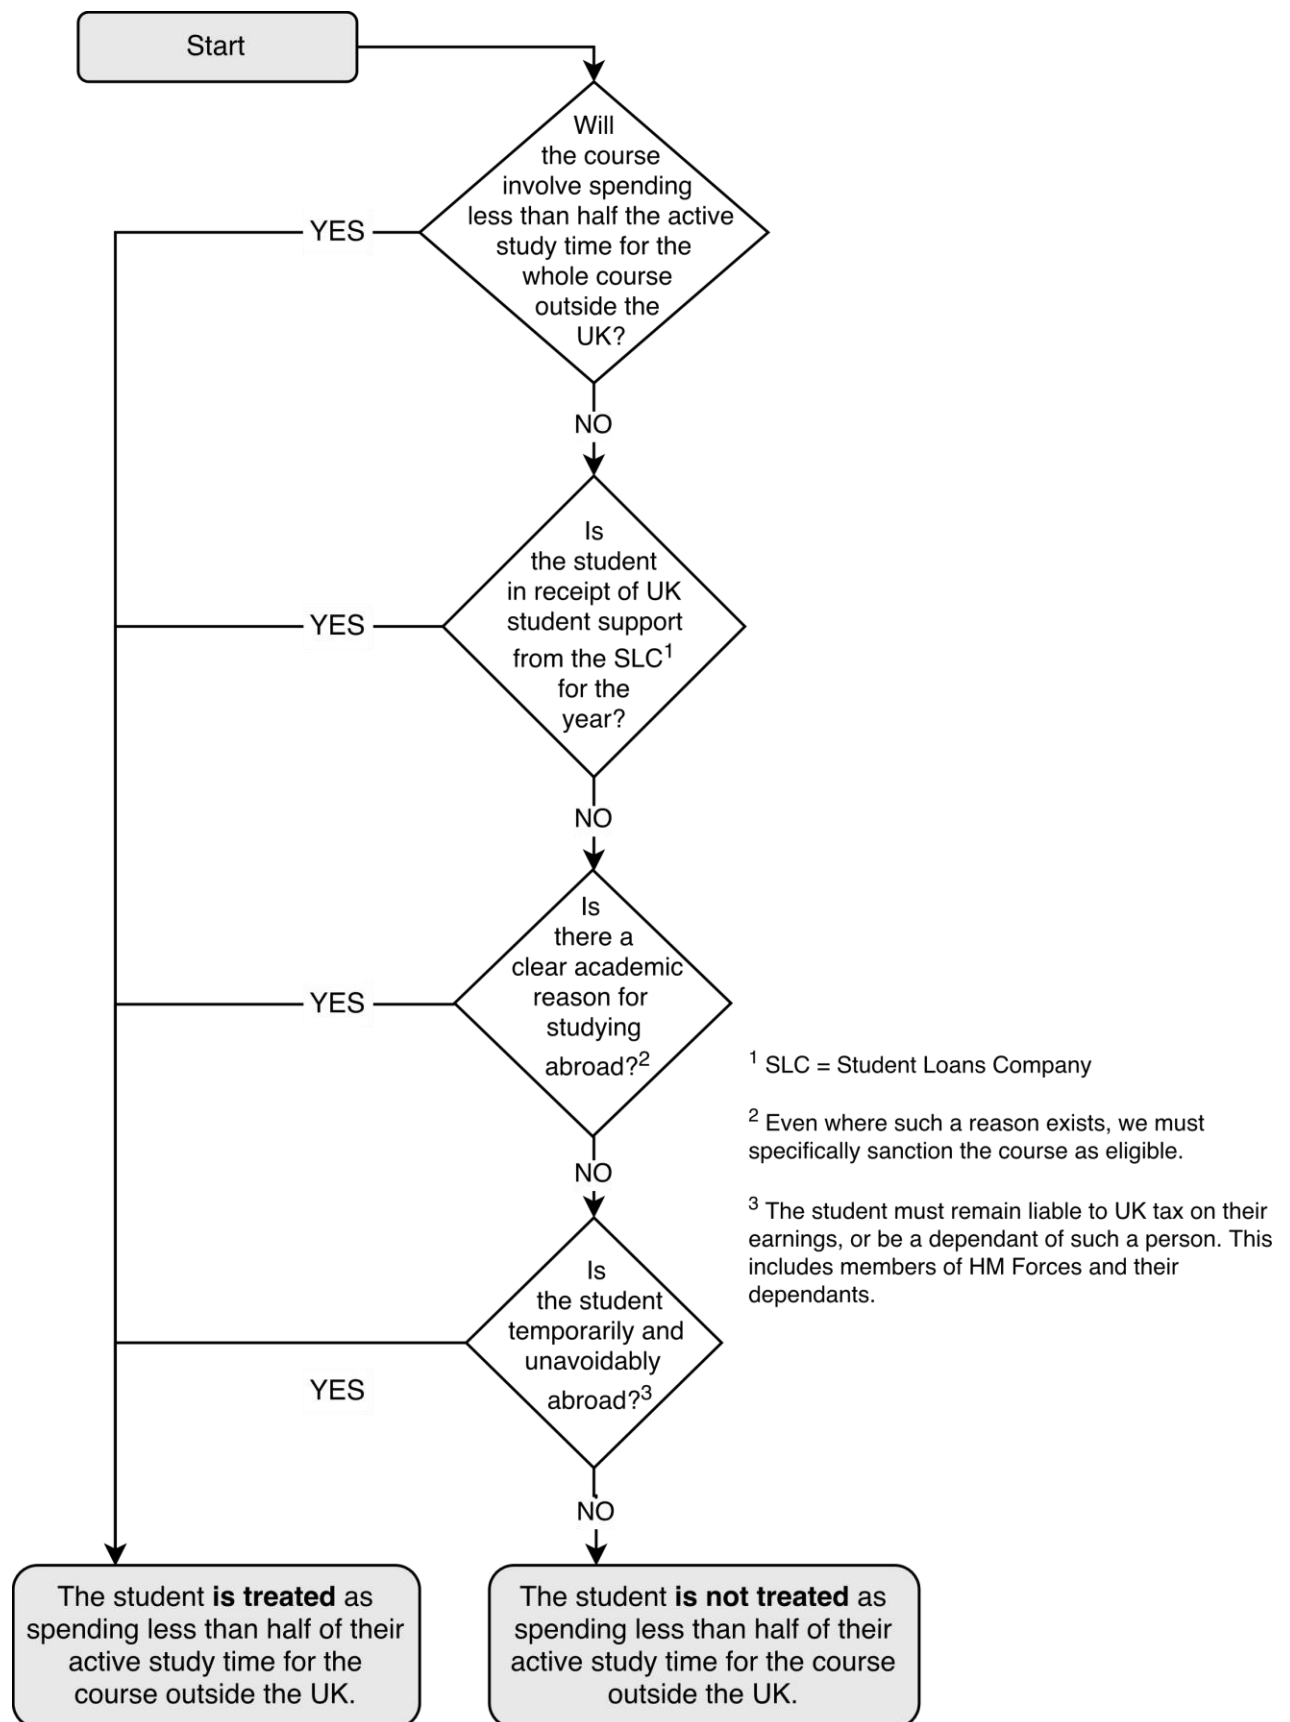 Start
Will
the course
involve spending
less than half the active
study time for the
whole course
outside the
UK?
YES
NO
Is
the student
in receipt of UK
student support
from the SLC¹
for the
year?
YES
NO
Is
there a
clear academic
reason for
studying
abroad?²
YES
NO
Is
the student
temporarily and
unavoidably
abroad?³
YES
NO
¹ SLC = Student Loans Company
² Even where such a reason exists, we must
specifically sanction the course as eligible.
³ The student must remain liable to UK tax on their
earnings, or be a dependant of such a person. This
includes members of HM Forces and their
dependants.
The student is treated as
spending less than half of their
active study time for the
course outside the UK.
The student is not treated as
spending less than half of their
active study time for the course
outside the UK.